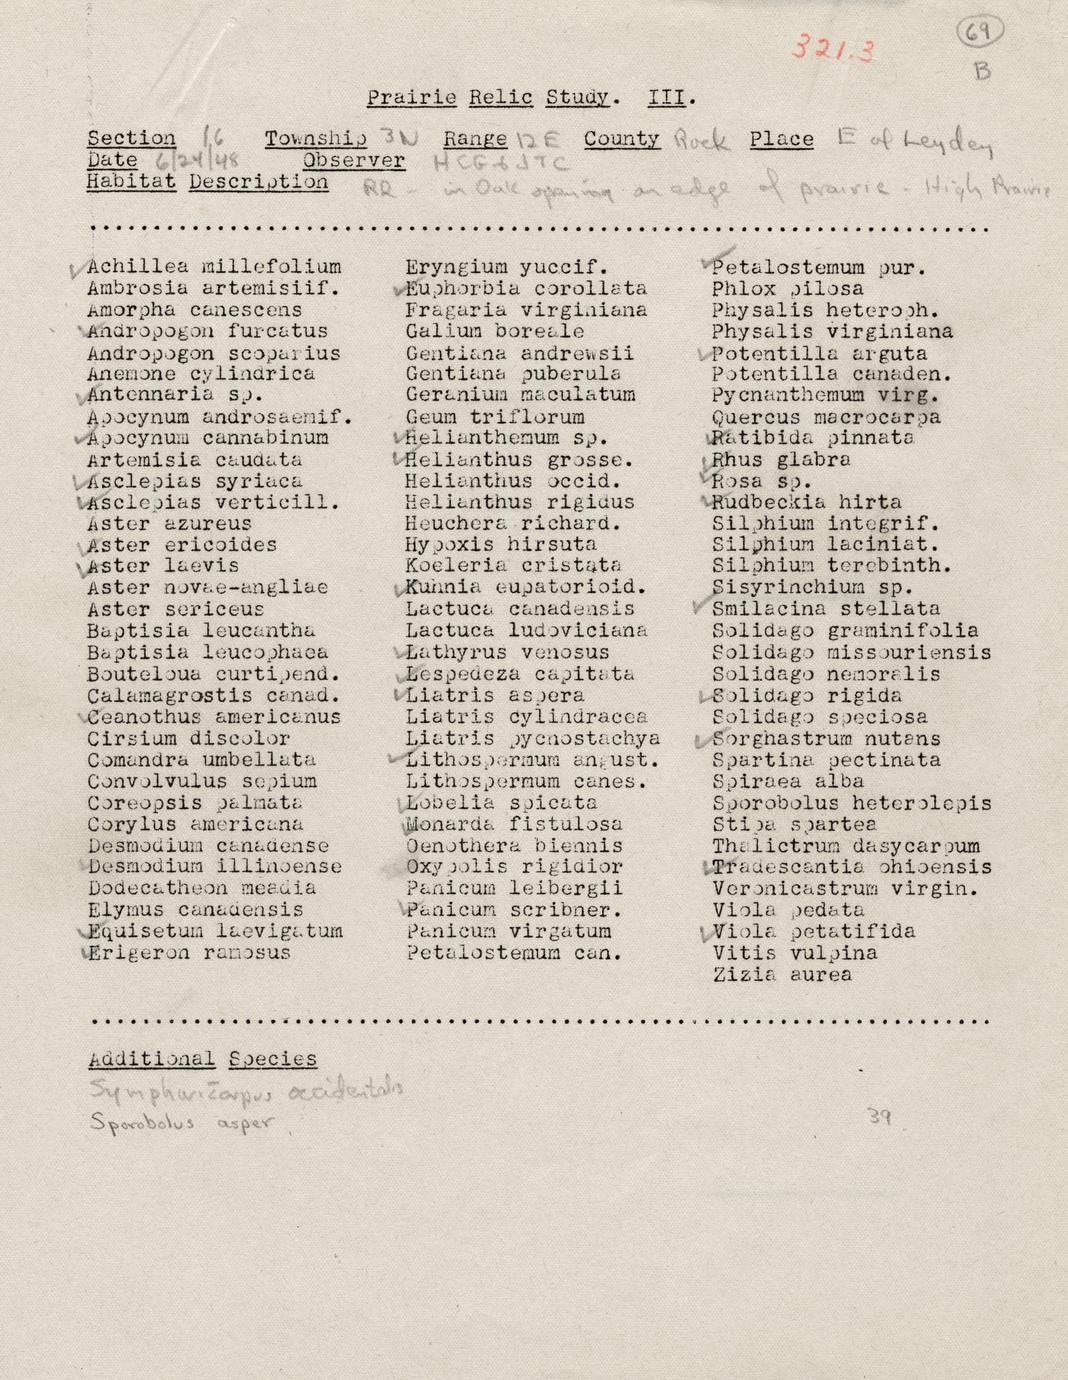 321.3
69
B
Prairie Relic Study. III.
Section 16 Township 3N Range 12E County Rock Place E of Leyden
Date 6/24/48 Observer HCG & JTC
Habitat Description RR - in Oak opening on edge of prairie - High Prairie
Achillea millefolium
Ambrosia artemisiif.
Amorpha canescens
Andropogon furcatus
Andropogon scoparius
Anemone cylindrica
Antennaria sp.
Apocynum androsaemif.
Apocynum cannabinum
Artemisia caudata
Asclepias syriaca
Asclepias verticill.
Aster azureus
Aster ericoides
Aster laevis
Aster novae-angliae
Aster sericeus
Baptisia leucantha
Baptisia leucophaea
Bouteloua curtipend.
Calamagrostis canad.
Ceanothus americanus
Cirsium discolor
Comandra umbellata
Convolvulus sepium
Coreopsis palmata
Corylus americana
Desmodium canadense
Desmodium illinoense
Dodecatheon meadia
Elymus canadensis
Equisetum laevigatum
Erigeron ramosus
Eryngium yuccif.
Euphorbia corollata
Fragaria virginiana
Galium boreale
Gentiana andrewsii
Gentiana puberula
Geranium maculatum
Geum triflorum
Helianthemum sp.
Helianthus grosse.
Helianthus occid.
Helianthus rigidus
Heuchera richard.
Hypoxis hirsuta
Koeleria cristata
Kuhnia eupatorioid.
Lactuca canadensis
Lactuca ludoviciana
Lathyrus venosus
Lespedeza capitata
Liatris aspera
Liatris cylindracea
Liatris pycnostachya
Lithospermum angust.
Lithospermum canes.
Lobelia spicata
Monarda fistulosa
Oenothera biennis
Oxypolis rigidior
Panicum leibergii
Panicum scribner.
Panicum virgatum
Petalostemum can.
Petalostemum pur.
Phlox pilosa
Physalis heteroph.
Physalis virginiana
Potentilla arguta
Potentilla canaden.
Pycnanthemum virg.
Quercus macrocarpa
Ratibida pinnata
Rhus glabra
Rosa sp.
Rudbeckia hirta
Silphium integrif.
Silphium laciniat.
Silphium terebinth.
Sisyrinchium sp.
Smilacina stellata
Solidago graminifolia
Solidago missouriensis
Solidago nemoralis
Solidago rigida
Solidago speciosa
Sorghastrum nutans
Spartina pectinata
Spiraea alba
Sporobolus heterolepis
Stipa spartea
Thalictrum dasycarpum
Tradescantia ohioensis
Veronicastrum virgin.
Viola pedata
Viola petatifida
Vitis vulpina
Zizia aurea
Additional Species
Symphoricarpus occidentalis
Sporobolus asper
39